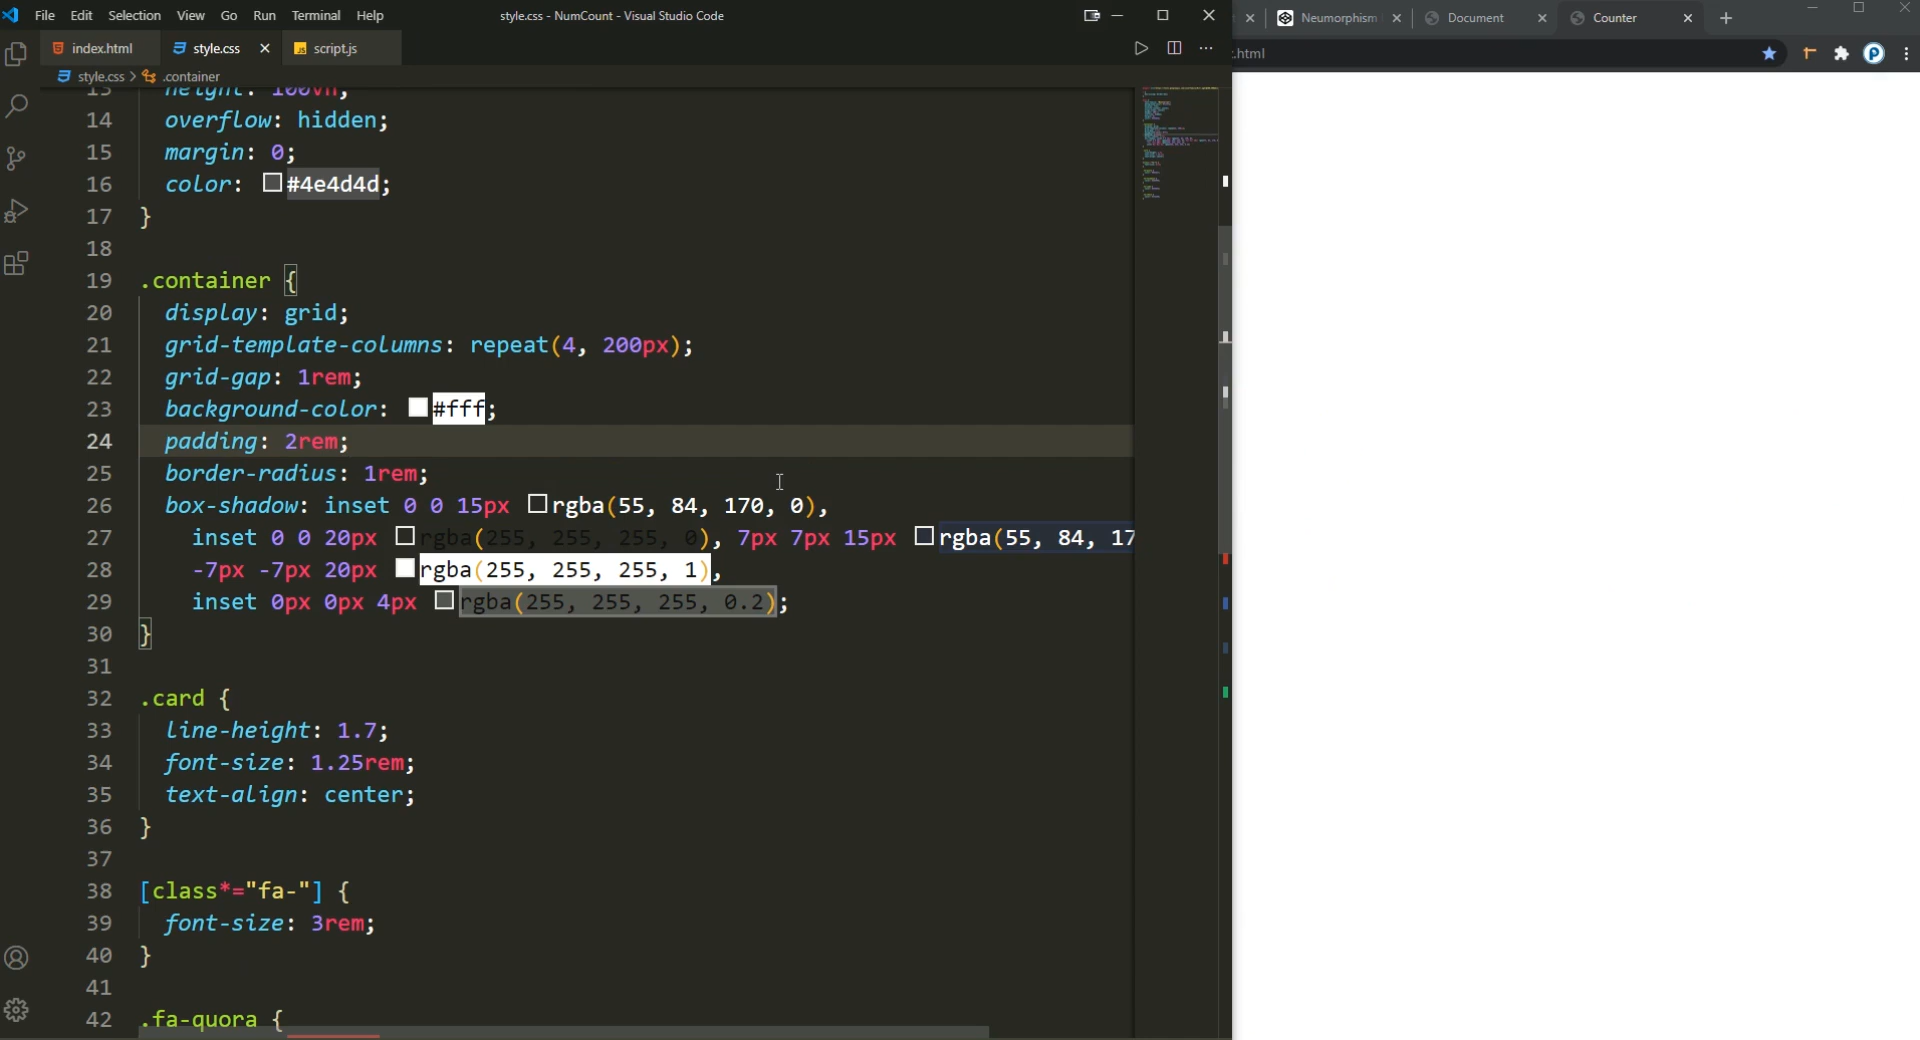 File Edit Selection View Go Run Terminal Help
style.css - NumCount - Visual Studio Code
Neumorphism
Document
Counter
index.html
style.css
script.js
.html
style.css > .container
13 height: 100vh;
14 overflow: hidden;
15 margin: 0;
16 color: #4e4d4d;
17 }
18
19 .container {
20 display: grid;
21 grid-template-columns: repeat(4, 200px);
22 grid-gap: 1rem;
23 background-color: #fff;
24 padding: 2rem;
25 border-radius: 1rem;
26 box-shadow: inset 0 0 15px rgba(55, 84, 170, 0),
27 inset 0 0 20px rgba(255, 255, 255, 0), 7px 7px 15px rgba(55, 84, 17
28 -7px -7px 20px rgba(255, 255, 255, 1),
29 inset 0px 0px 4px rgba(255, 255, 255, 0.2);
30 }
31
32 .card {
33 line-height: 1.7;
34 font-size: 1.25rem;
35 text-align: center;
36 }
37
38 [class*="fa-"] {
39 font-size: 3rem;
40 }
41
42 .fa-quora {